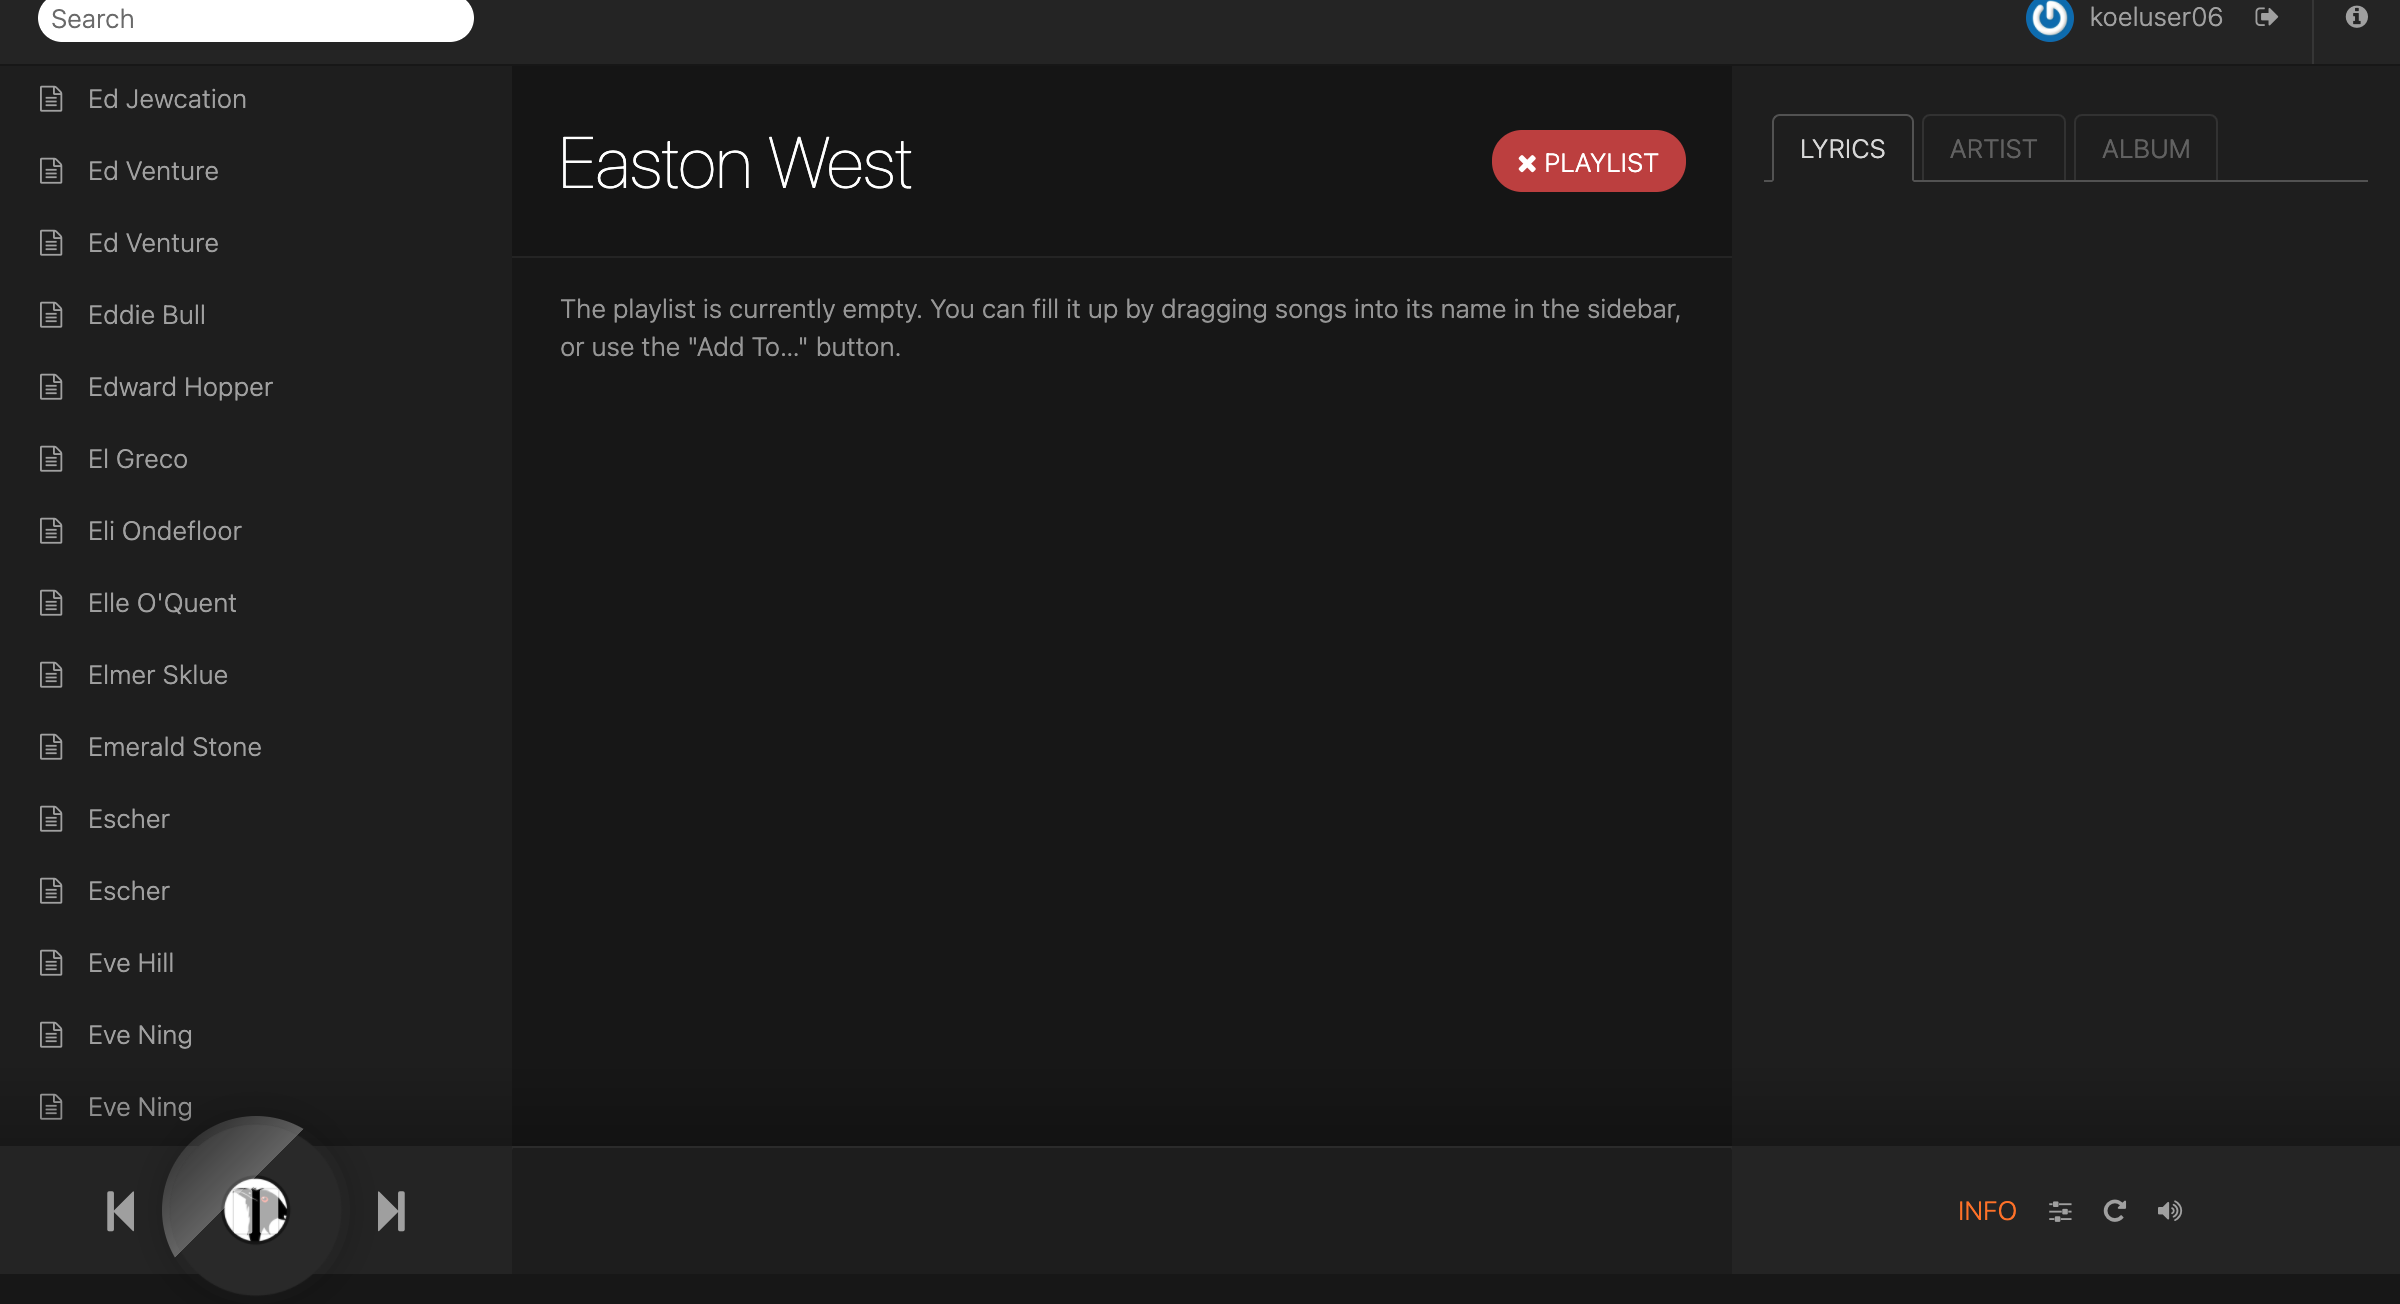 Search
koeluser06
Ed Jewcation
Ed Venture
Ed Venture
Eddie Bull
Edward Hopper
El Greco
Eli Ondefloor
Elle O'Quent
Elmer Sklue
Emerald Stone
Escher
Escher
Eve Hill
Eve Ning
Eve Ning
Easton West
PLAYLIST
The playlist is currently empty. You can fill it up by dragging songs into its name in the sidebar,
or use the "Add To..." button.
LYRICS
ARTIST
ALBUM
INFO